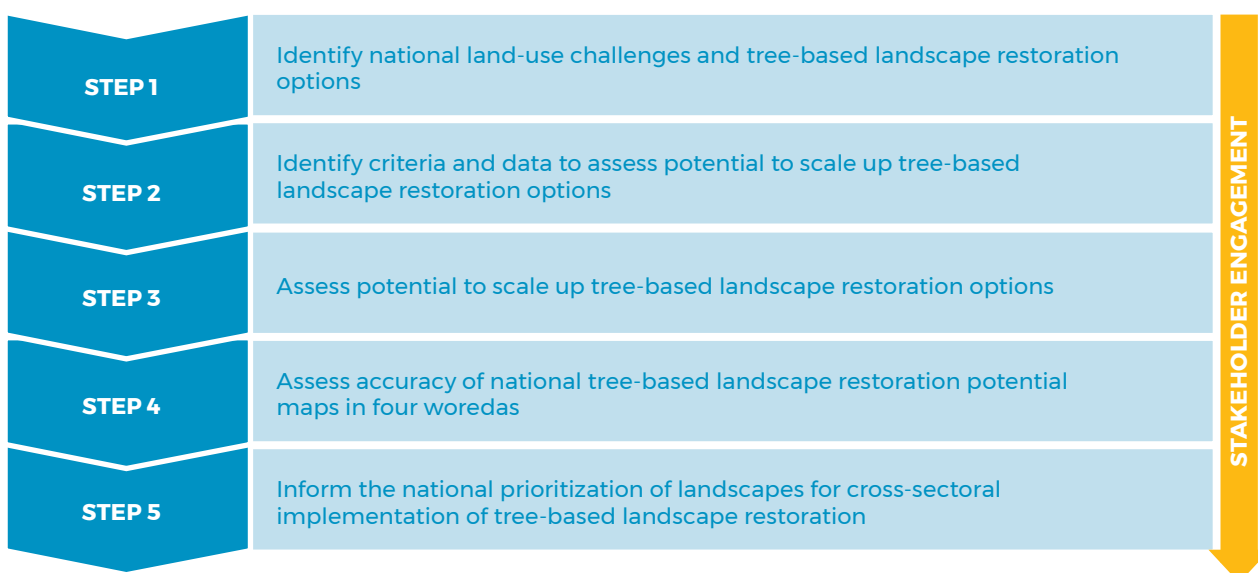 STEP 1
Identify national land-use challenges and tree-based landscape restoration
options
STEP 2
Identify criteria and data to assess potential to scale up tree-based
landscape restoration options
STEP 3
Assess potential to scale up tree-based landscape restoration options
STEP 4
Assess accuracy of national tree-based landscape restoration potential
maps in four woredas
STEP 5
Inform the national prioritization of landscapes for cross-sectoral
implementation of tree-based landscape restoration
STAKEHOLDER ENGAGEMENT